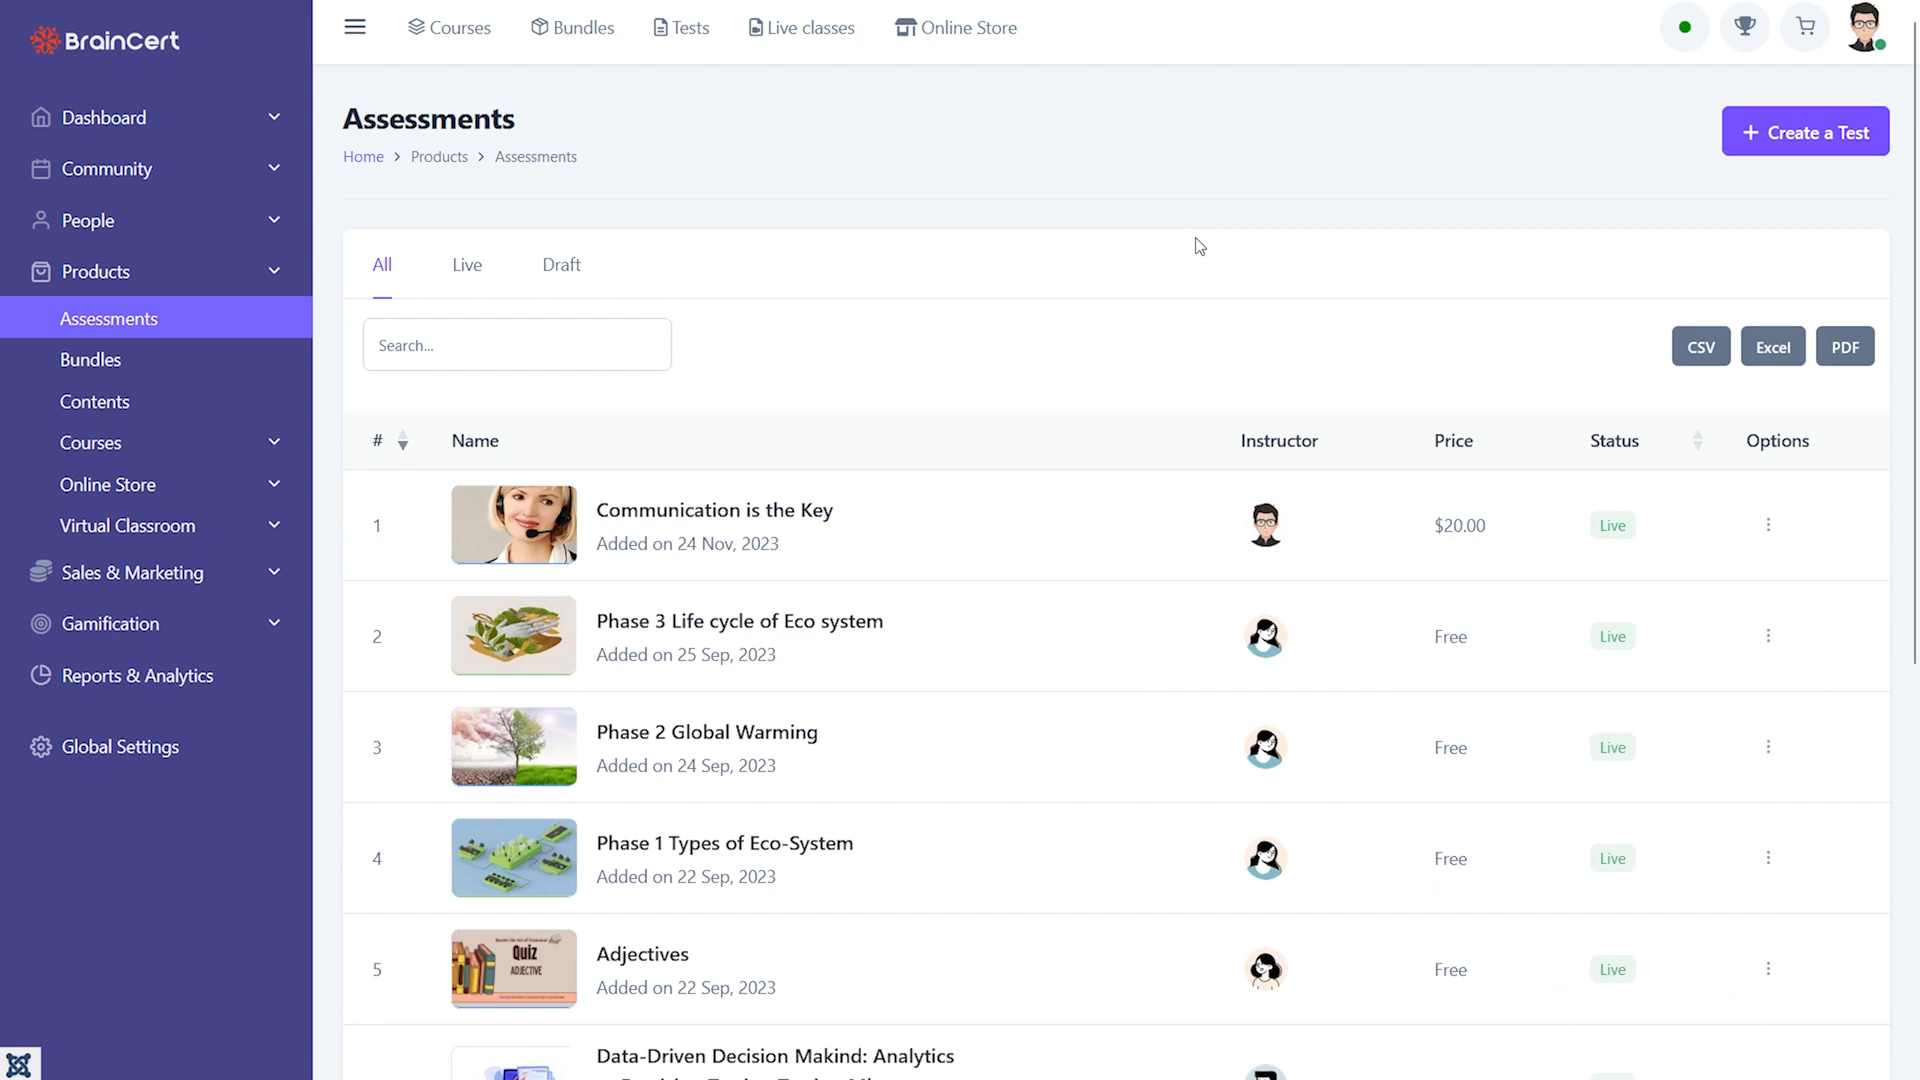 BrainCert
Courses
Bundles
Tests
Live classes
Online Store
Dashboard
Community
People
Products
Assessments
Bundles
Contents
Courses
Online Store
Virtual Classroom
Sales & Marketing
Gamification
Reports & Analytics
Global Settings
Assessments
Home > Products > Assessments
+ Create a Test
All
Live
Draft
Search...
CSV
Excel
PDF
# Name Instructor Price Status Options
1 Communication is the Key $20.00 Live
Added on 24 Nov, 2023
2 Phase 3 Life cycle of Eco system Free Live
Added on 25 Sep, 2023
3 Phase 2 Global Warming Free Live
Added on 24 Sep, 2023
4 Phase 1 Types of Eco-System Free Live
Added on 22 Sep, 2023
Quiz
ADJECTIVE
5 Adjectives Free Live
Added on 22 Sep, 2023
Data-Driven Decision Makind: Analytics